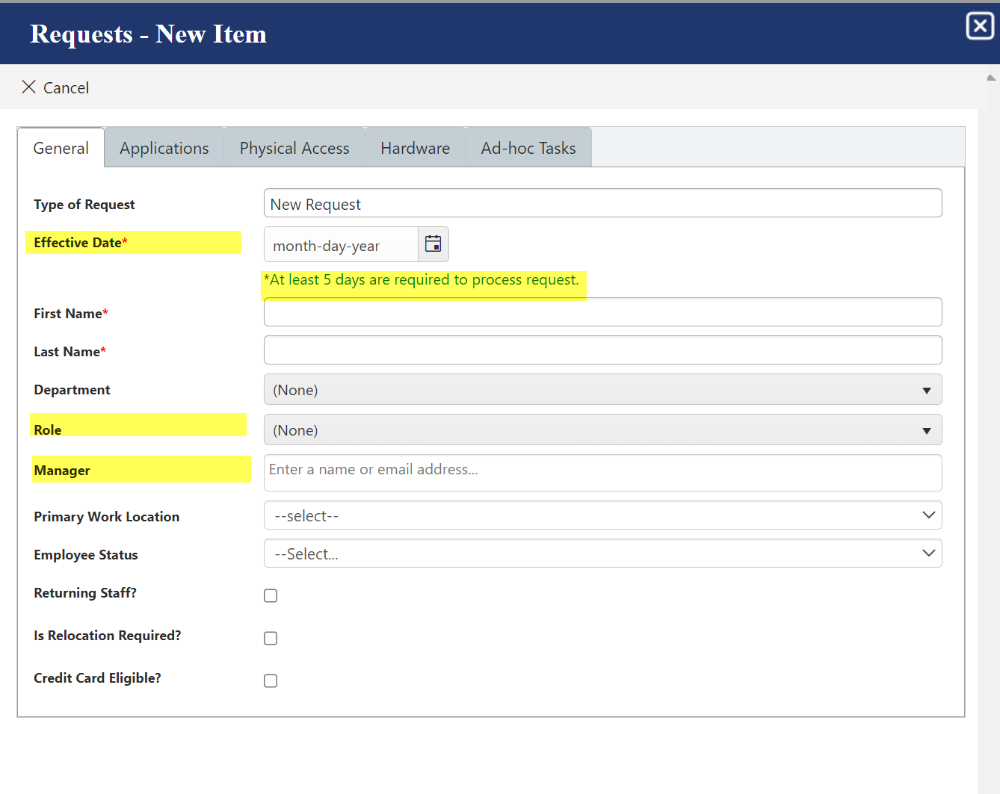 Requests - New Item
Cancel
General Applications Physical Access Hardware Ad-hoc Tasks
Type of Request New Request
Effective Date* month-day-year
*At least 5 days are required to process request.
First Name*
Last Name*
Department (None)
Role (None)
Manager Enter a name or email address...
Primary Work Location --select--
Employee Status --Select...
Returning Staff?
Is Relocation Required?
Credit Card Eligible?